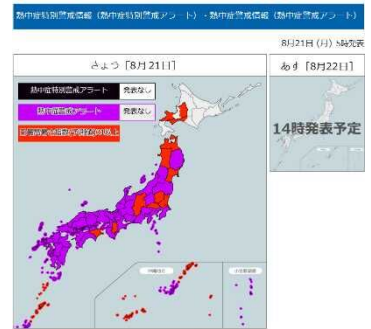 熱中症特別警戒情報（熱中症特別警戒アラート）・熱中症警戒情報（熱中症警戒アラート）
8月21日（月）5時発表
きょう「8月21日」
あす「8月22日」
熱中症特別警戒アラート 発表なし
熱中症警戒アラート 発表なし
14時発表予定